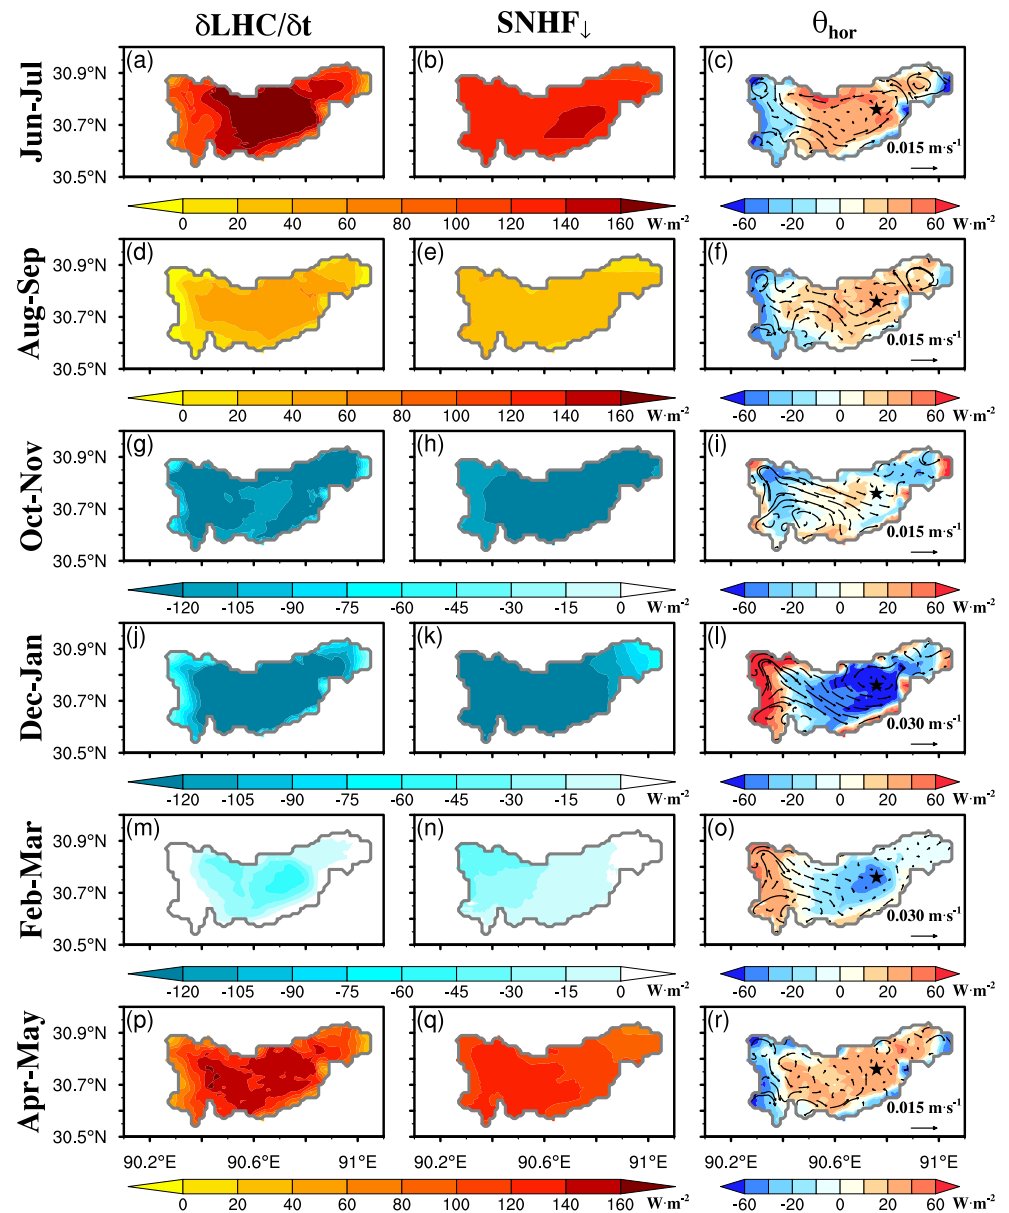 δLHC/δt SNHF↓ θhor
Jun-Jul
(a) (b) (c)
30.9°N
30.7°N
30.5°N
0.015 m·s-1
0 20 40 60 80 100 120 140 160 W·m-2
-60 -20 0 20 60 W·m-2
Aug-Sep
(d) (e) (f)
30.9°N
30.7°N
30.5°N
0.015 m·s-1
0 20 40 60 80 100 120 140 160 W·m-2
-60 -20 0 20 60 W·m-2
Oct-Nov
(g) (h) (i)
30.9°N
30.7°N
30.5°N
0.015 m·s-1
-120 -105 -90 -75 -60 -45 -30 -15 0 W·m-2
-60 -20 0 20 60 W·m-2
Dec-Jan
(j) (k) (l)
30.9°N
30.7°N
30.5°N
0.030 m·s-1
-120 -105 -90 -75 -60 -45 -30 -15 0 W·m-2
-60 -20 0 20 60 W·m-2
Feb-Mar
(m) (n) (o)
30.9°N
30.7°N
30.5°N
0.030 m·s-1
-120 -105 -90 -75 -60 -45 -30 -15 0 W·m-2
-60 -20 0 20 60 W·m-2
Apr-May
(p) (q) (r)
30.9°N
30.7°N
30.5°N
0.015 m·s-1
90.2°E 90.6°E 91°E 90.2°E 90.6°E 91°E 90.2°E 90.6°E 91°E
0 20 40 60 80 100 120 140 160 W·m-2
-60 -20 0 20 60 W·m-2